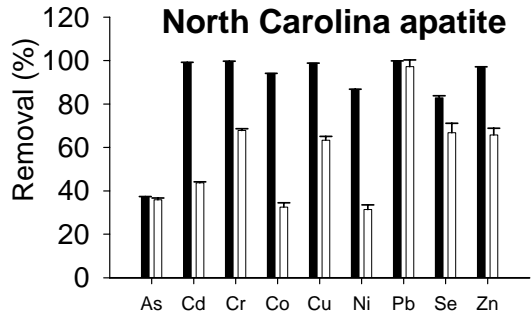 North Carolina apatite
Removal (%)
120
100
80
60
40
20
0
As Cd Cr Co Cu Ni Pb Se Zn